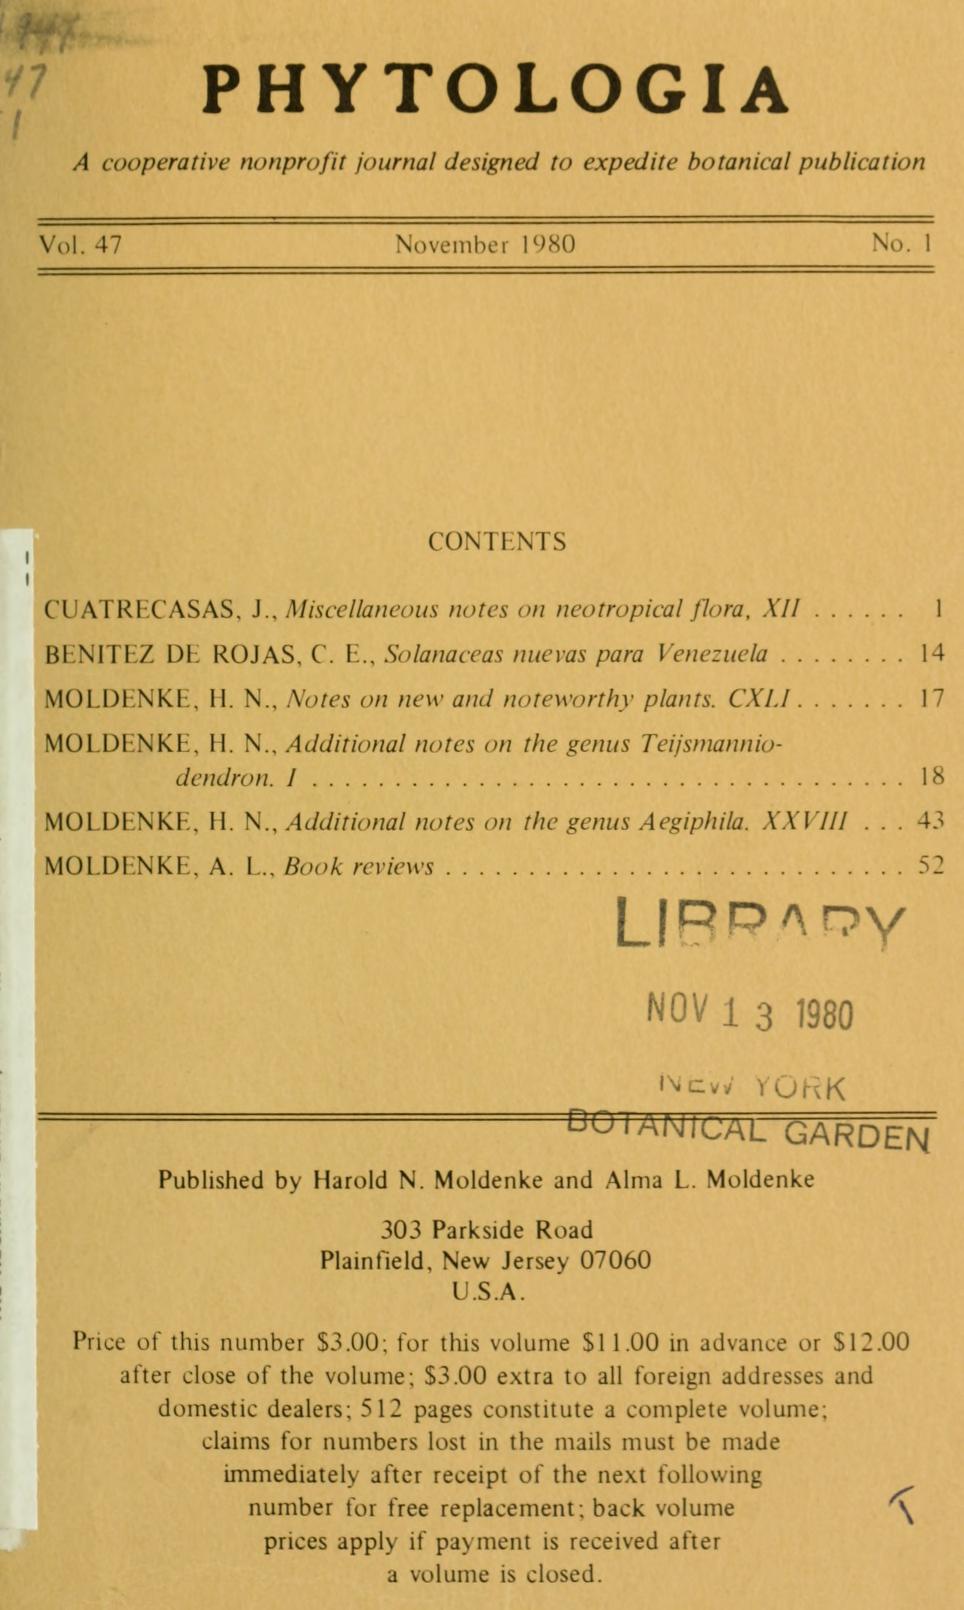 47
1
PHYTOLOGIA
A cooperative nonprofit journal designed to expedite botanical publication
Vol. 47 November 1980 No. 1
CONTENTS
CUATRECASAS, J., Miscellaneous notes on neotropical flora, XII . . . . . . 1
BENITEZ DE ROJAS, C. E., Solanaceas nuevas para Venezuela . . . . . . . . 14
MOLDENKE, H. N., Notes on new and noteworthy plants. CXLI . . . . . . . 17
MOLDENKE, H. N., Additional notes on the genus Teijsmannio-
dendron. I . . . . . . . . . . . . . . . . . . . . . . . . . . . . . . . . . . . . 18
MOLDENKE, H. N., Additional notes on the genus Aegiphila. XXVIII . . . 43
MOLDENKE, A. L., Book reviews . . . . . . . . . . . . . . . . . . . . . . . . . . . . 52
LIBRARY
NOV 13 1980
NEW YORK
BOTANICAL GARDEN
Published by Harold N. Moldenke and Alma L. Moldenke
303 Parkside Road
Plainfield, New Jersey 07060
U.S.A.
Price of this number $3.00; for this volume $11.00 in advance or $12.00
after close of the volume; $3.00 extra to all foreign addresses and
domestic dealers; 512 pages constitute a complete volume;
claims for numbers lost in the mails must be made
immediately after receipt of the next following
number for free replacement; back volume
prices apply if payment is received after
a volume is closed.